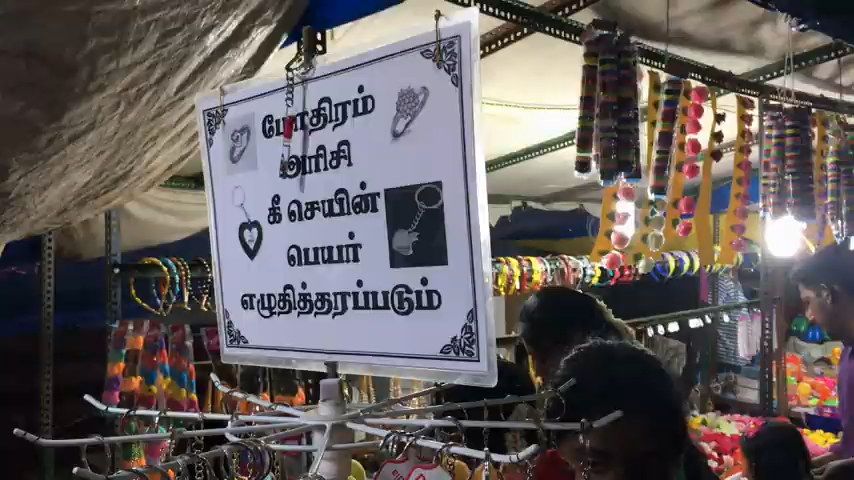 மோதிரம்
அரிசி
கீ செயின்
பெயர்
எழுதித்தரப்படும்